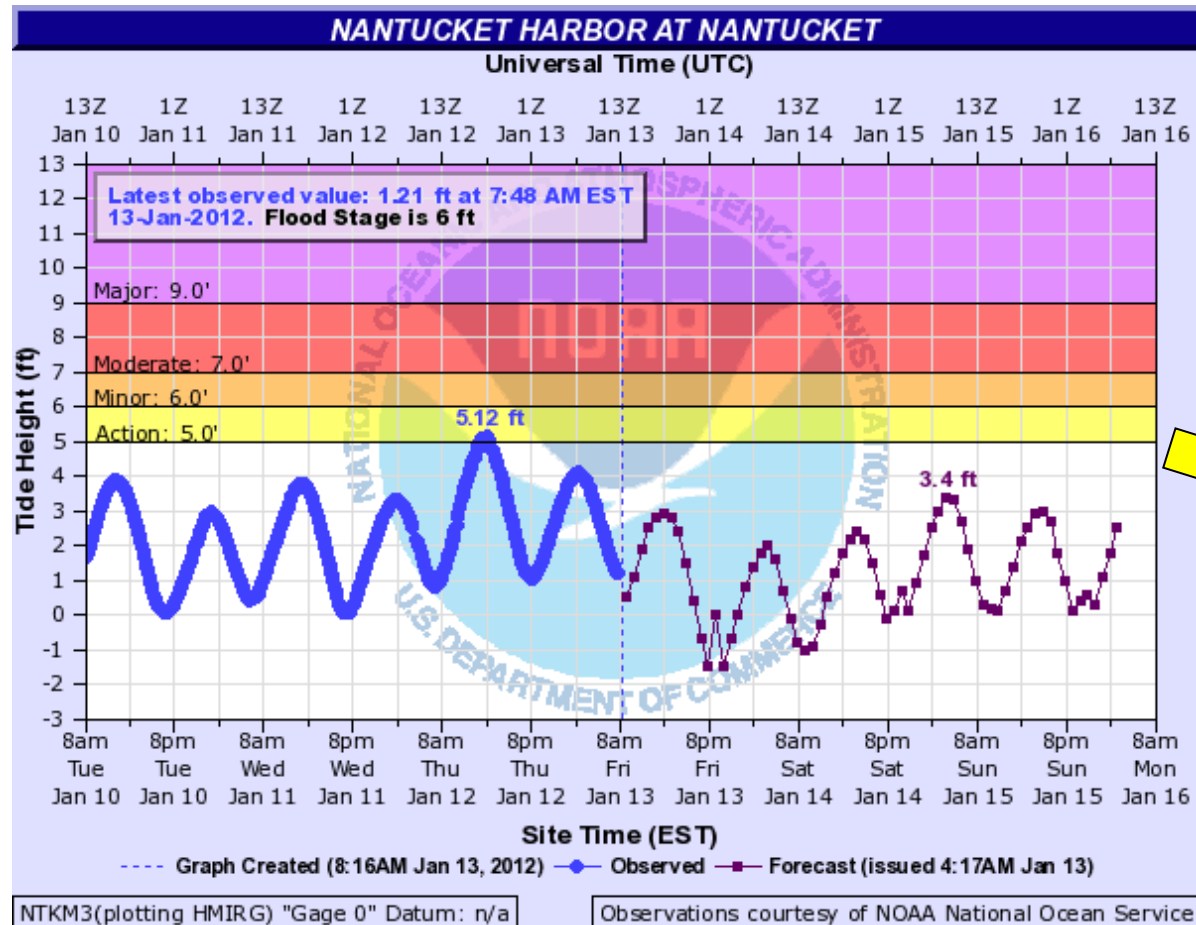 NANTUCKET HARBOR AT NANTUCKET
Universal Time (UTC)
13Z 1Z 13Z 1Z 13Z 1Z 13Z 1Z 13Z 1Z 13Z 1Z 13Z
Jan 10 Jan 11 Jan 11 Jan 12 Jan 12 Jan 13 Jan 13 Jan 14 Jan 14 Jan 15 Jan 15 Jan 16 Jan 16
13
12
11
10
9
8
7
6
5
4
3
2
1
0
-1
-2
-3
Tide Height (ft)
Latest observed value: 1.21 ft at 7:48 AM EST
13-Jan-2012. Flood Stage is 6 ft
Major: 9.0'
Moderate: 7.0'
Minor: 6.0'
Action: 5.0'
5.12 ft
3.4 ft
NATIONAL OCEANIC AND ATMOSPHERIC ADMINISTRATION
NOAA
U.S. DEPARTMENT OF COMMERCE
8am 8pm 8am 8pm 8am 8pm 8am 8pm 8am 8pm 8am 8pm 8am
Tue Tue Wed Wed Thu Thu Fri Fri Sat Sat Sun Sun Mon
Jan 10 Jan 10 Jan 11 Jan 11 Jan 12 Jan 12 Jan 13 Jan 13 Jan 14 Jan 14 Jan 15 Jan 15 Jan 16
Site Time (EST)
Graph Created (8:16AM Jan 13, 2012) Observed Forecast (issued 4:17AM Jan 13)
NTKM3(plotting HMIRG) "Gage 0" Datum: n/a
Observations courtesy of NOAA National Ocean Service